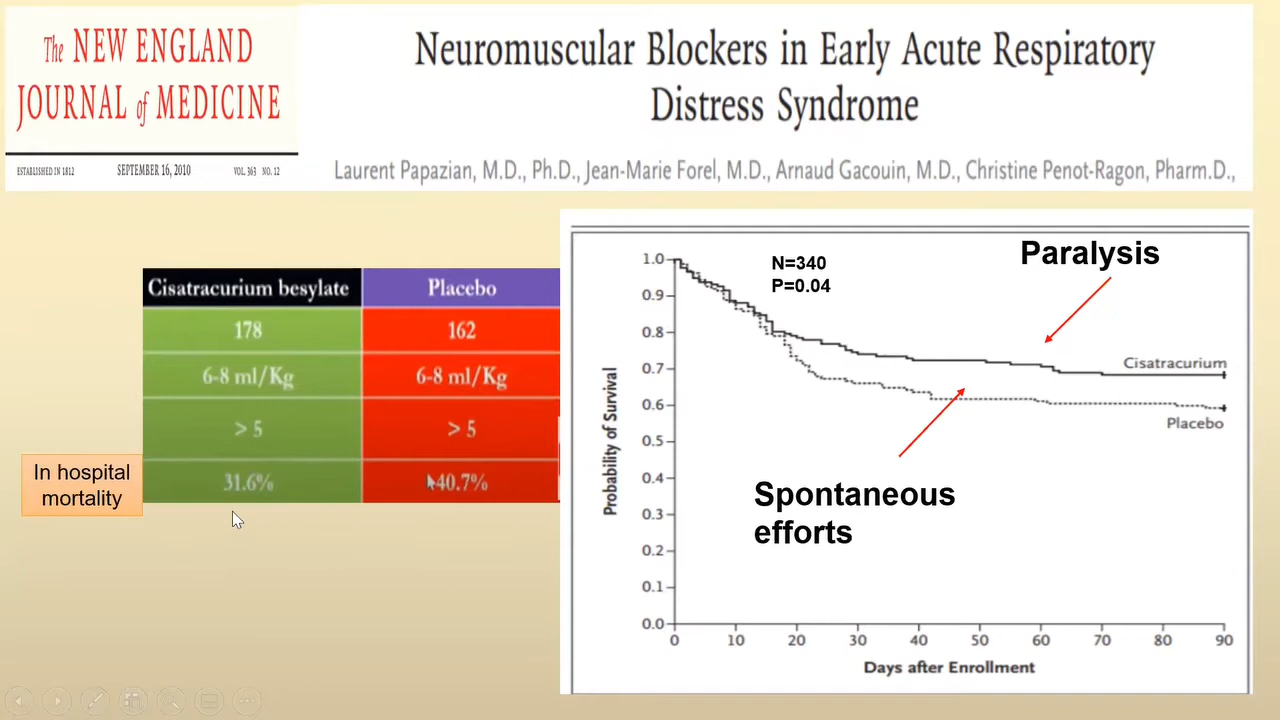 The NEW ENGLAND
JOURNAL of MEDICINE
ESTABLISHED IN 1812 SEPTEMBER 16, 2010 VOL. 363 NO. 12
Neuromuscular Blockers in Early Acute Respiratory
Distress Syndrome
Laurent Papazian, M.D., Ph.D., Jean-Marie Forel, M.D., Arnaud Gacouin, M.D., Christine Penot-Ragon, Pharm.D.,
Cisatracurium besylate Placebo
178 162
6-8 ml/Kg 6-8 ml/Kg
> 5 > 5
In hospital
mortality
31.6% 40.7%
N=340
P=0.04
Paralysis
Cisatracurium
Placebo
Spontaneous
efforts
Probability of Survival
1.0
0.9
0.8
0.7
0.6
0.5
0.4
0.3
0.2
0.1
0.0
0 10 20 30 40 50 60 70 80 90
Days after Enrollment